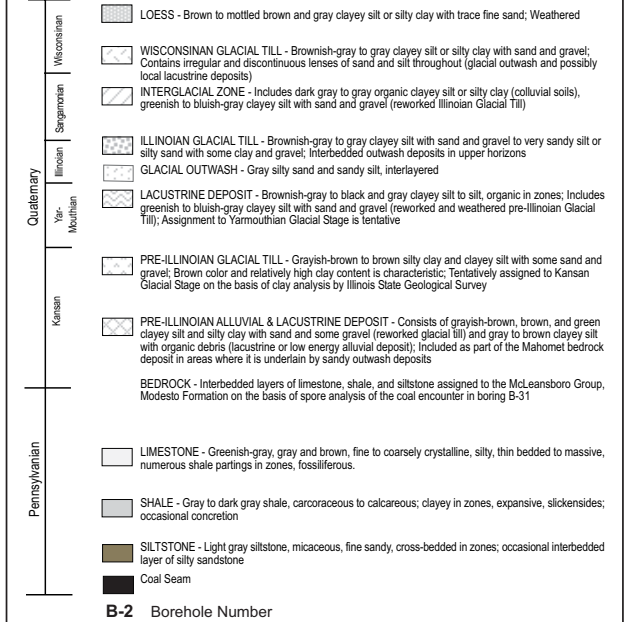 LOESS - Brown to mottled brown and gray clayey silt or silty clay with trace fine sand; Weathered
Wisconsinan
WISCONSINAN GLACIAL TILL - Brownish-gray to gray clayey silt or silty clay with sand and gravel;
Contains irregular and discontinuous lenses of sand and silt throughout (glacial outwash and possibly
local lacustrine deposits)
Sangamonian
INTERGLACIAL ZONE - Includes dark gray to gray organic clayey silt or silty clay (colluvial soils),
greenish to bluish-gray clayey silt with sand and gravel (reworked Illinoian Glacial Till)
Quaternary
Illinoian
ILLINOIAN GLACIAL TILL - Brownish-gray to gray clayey silt with sand and gravel to very sandy silt or
silty sand with some clay and gravel; Interbedded outwash deposits in upper horizons
GLACIAL OUTWASH - Gray silty sand and sandy silt, interlayered
Yar-
Mouthian
LACUSTRINE DEPOSIT - Brownish-gray to black and gray clayey silt to silt, organic in zones; Includes
greenish to bluish-gray clayey silt with sand and gravel (reworked and weathered pre-Illinoian Glacial
Till); Assignment to Yarmouthian Glacial Stage is tentative
Kansan
PRE-ILLINOIAN GLACIAL TILL - Grayish-brown to brown silty clay and clayey silt with some sand and
gravel; Brown color and relatively high clay content is characteristic; Tentatively assigned to Kansan
Glacial Stage on the basis of clay analysis by Illinois State Geological Survey
PRE-ILLINOIAN ALLUVIAL & LACUSTRINE DEPOSIT - Consists of grayish-brown, brown, and green
clayey silt and silty clay with sand and some gravel (reworked glacial till) and gray to brown clayey silt
with organic debris (lacustrine or low energy alluvial deposit); Included as part of the Mahomet bedrock
deposit in areas where it is underlain by sandy outwash deposits
BEDROCK - Interbedded layers of limestone, shale, and siltstone assigned to the McLeansboro Group,
Modesto Formation on the basis of spore analysis of the coal encounter in boring B-31
Pennsylvanian
LIMESTONE - Greenish-gray, gray and brown, fine to coarsely crystalline, silty, thin bedded to massive,
numerous shale partings in zones, fossiliferous.
SHALE - Gray to dark gray shale, carcoraceous to calcareous; clayey in zones, expansive, slickensides;
occasional concretion
SILTSTONE - Light gray siltstone, micaceous, fine sandy, cross-bedded in zones; occasional interbedded
layer of silty sandstone
Coal Seam
B-2 Borehole Number